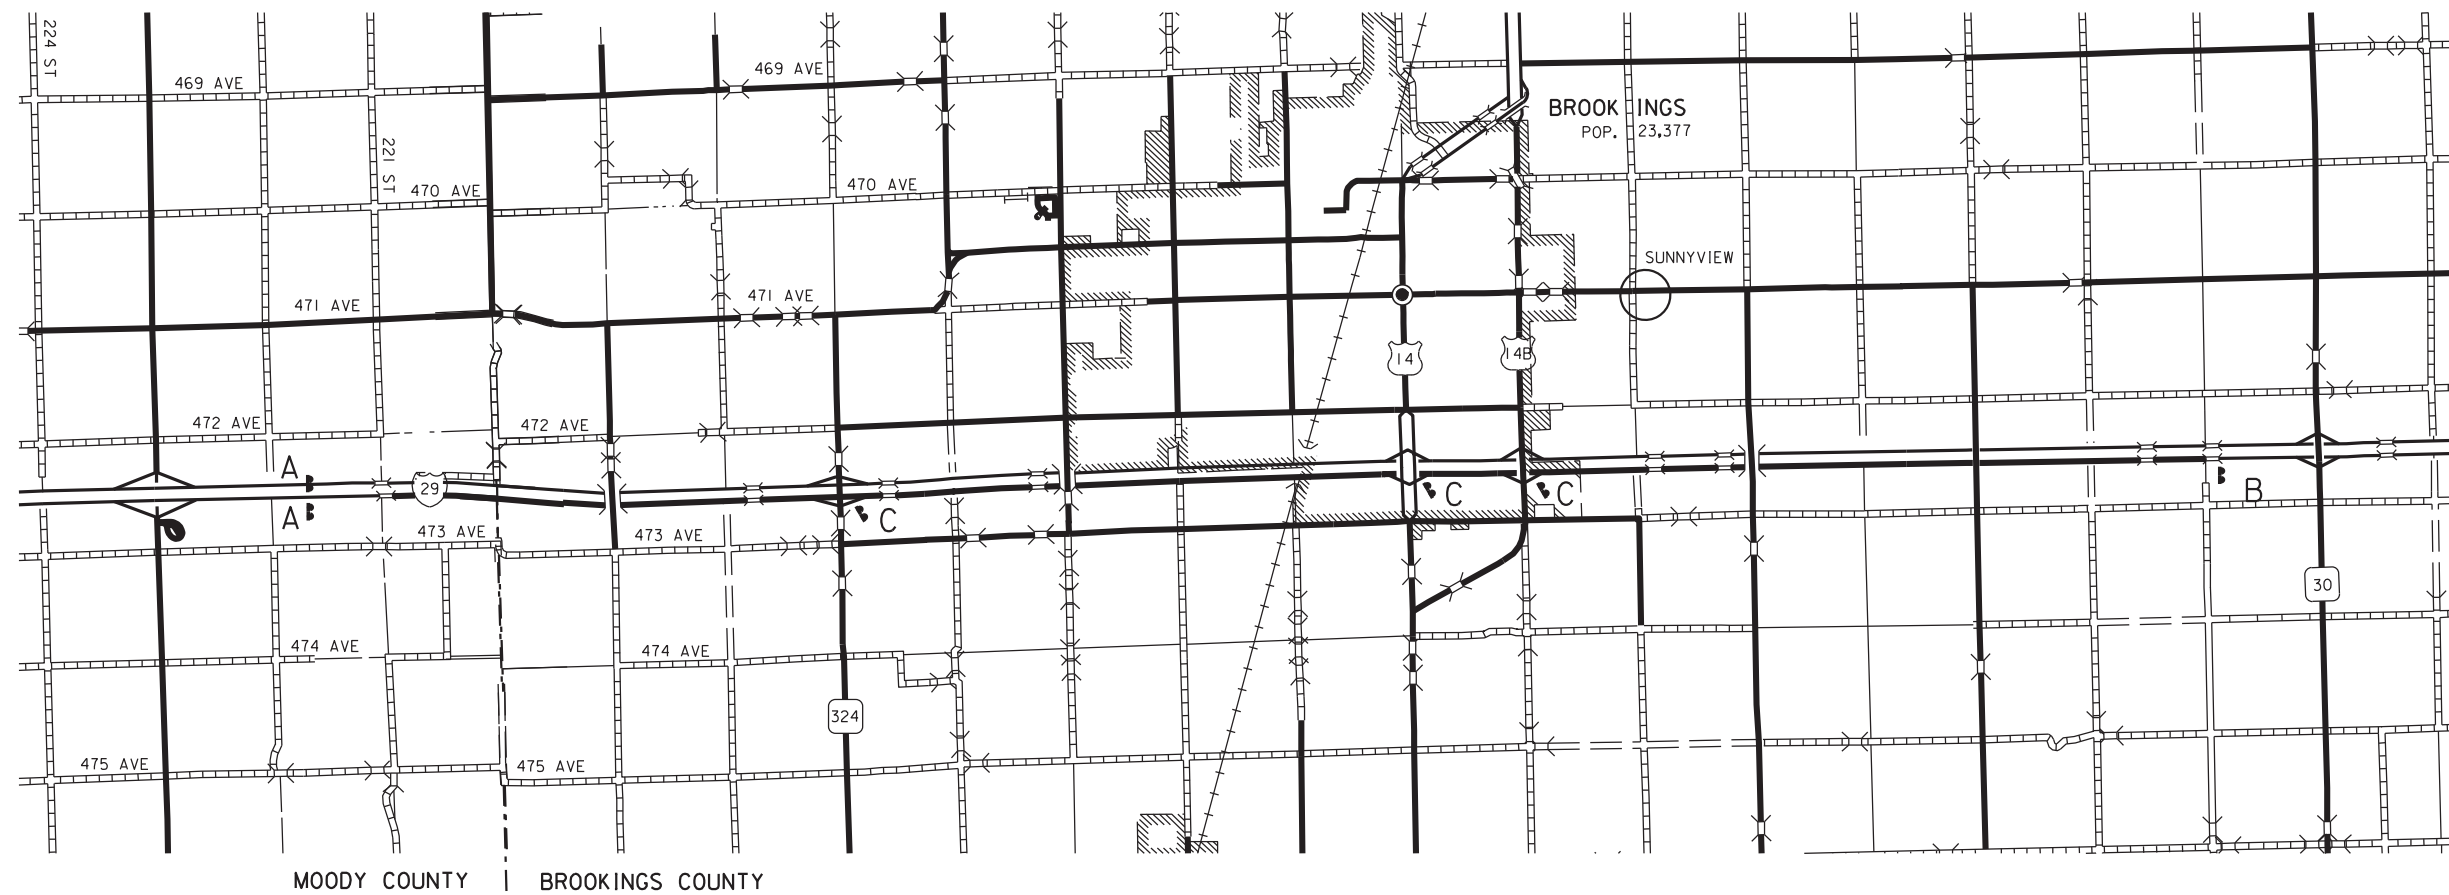 224 ST
469 AVE
469 AVE
BROOKINGS
POP. 23,377
221 ST
470 AVE
470 AVE
SUNNYVIEW
471 AVE
471 AVE
14
14B
472 AVE
472 AVE
A
29
A
C
C
C
B
473 AVE
473 AVE
30
474 AVE
474 AVE
324
475 AVE
475 AVE
MOODY COUNTY
BROOKINGS COUNTY